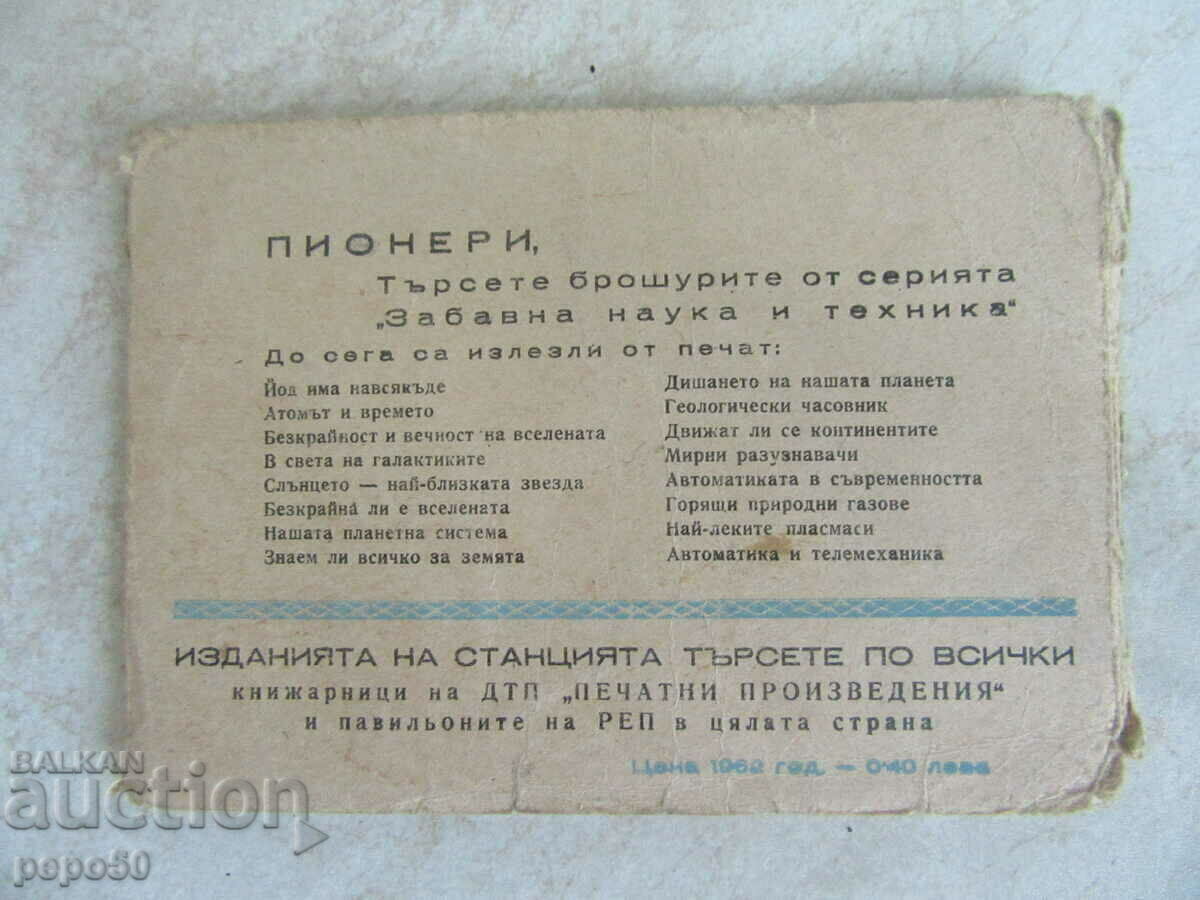 ПИОНЕРИ,
Търсете брошурите от серията
„Забавна наука и техника“
До сега са излезли от печат:
Йод има навсякъде
Атомът и времето
Безкрайност и вечност на вселената
В света на галактиките
Слънцето — най-близката звезда
Безкрайна ли е вселената
Нашата планетна система
Знаем ли всичко за земята
Дишането на нашата планета
Геологически часовник
Движат ли се континентите
Мирни разузнавачи
Автоматиката в съвременността
Горящи природни газове
Най-леките пласмаси
Автоматика и телемеханика
ИЗДАНИЯТА НА СТАНЦИЯТА ТЪРСЕТЕ ПО ВСИЧКИ
книжарници на ДТП „ПЕЧАТНИ ПРОИЗВЕДЕНИЯ“
и павильоните на РЕП в цялата страна
Цена 1962 год. — 0·40 лева
BALKAN
auction
pepo50